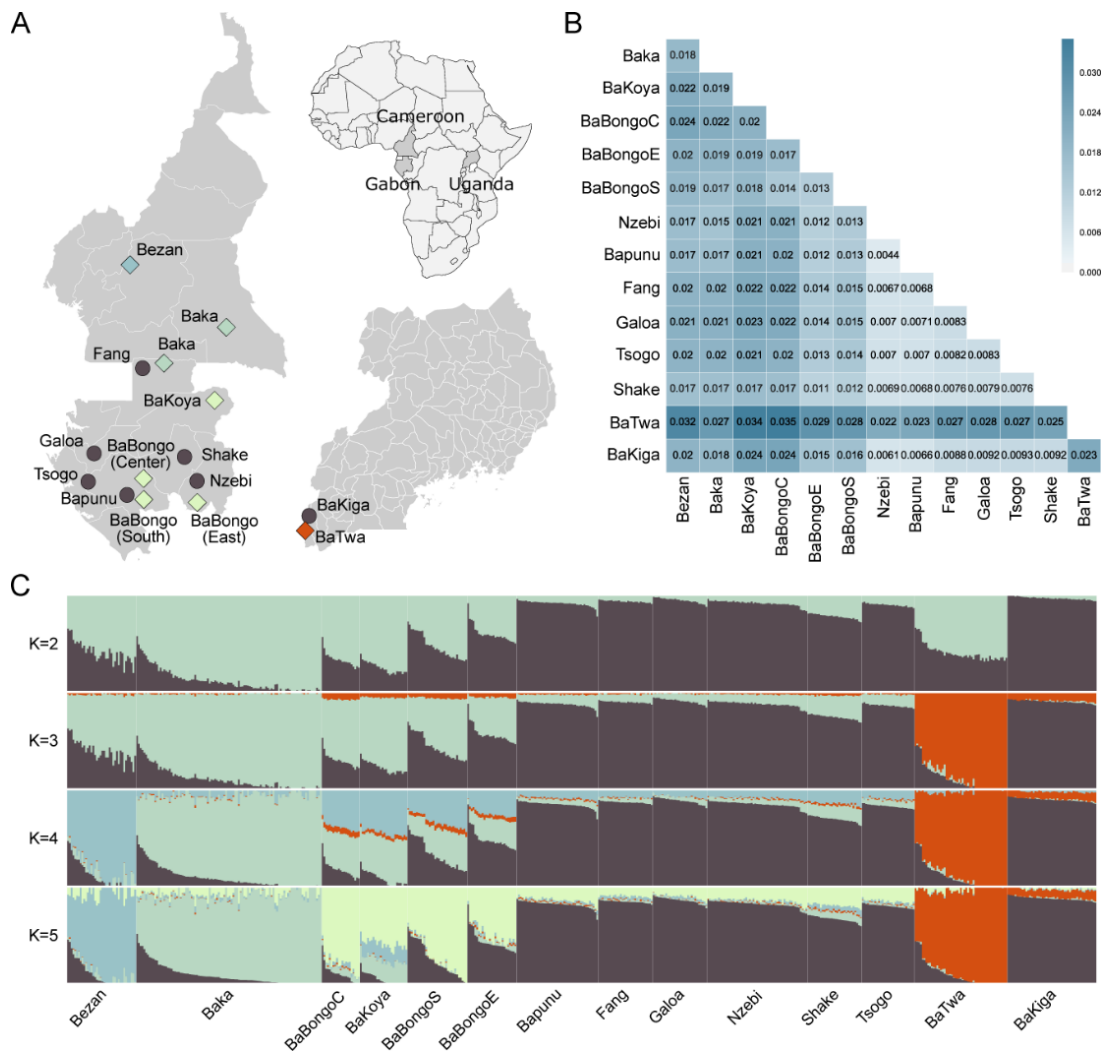 A
Cameroon
Gabon
Uganda
Bezan
Baka
Baka
Fang
BaKoya
Galoa
BaBongo
(Center)
Shake
Tsogo
Nzebi
Bapunu
BaBongo
(South)
BaBongo
(East)
BaKiga
BaTwa
B
Baka 0.018
BaKoya 0.022 0.019
BaBongoC 0.024 0.022 0.02
BaBongoE 0.02 0.019 0.019 0.017
BaBongoS 0.019 0.017 0.018 0.014 0.013
Nzebi 0.017 0.015 0.021 0.021 0.012 0.013
Bapunu 0.017 0.017 0.021 0.02 0.012 0.013 0.0044
Fang 0.02 0.02 0.022 0.022 0.014 0.015 0.0067 0.0068
Galoa 0.021 0.021 0.023 0.022 0.014 0.015 0.007 0.0071 0.0083
Tsogo 0.02 0.02 0.021 0.02 0.013 0.014 0.007 0.007 0.0082 0.0083
Shake 0.017 0.017 0.017 0.017 0.011 0.012 0.0069 0.0068 0.0076 0.0079 0.0076
BaTwa 0.032 0.027 0.034 0.035 0.029 0.028 0.022 0.023 0.027 0.028 0.027 0.025
BaKiga 0.02 0.018 0.024 0.024 0.015 0.016 0.0061 0.0066 0.0088 0.0092 0.0093 0.0092 0.023
Bezan Baka BaKoya BaBongoC BaBongoE BaBongoS Nzebi Bapunu Fang Galoa Tsogo Shake BaTwa
0.030
0.024
0.018
0.012
0.006
0.000
C
K=2
K=3
K=4
K=5
Bezan Baka BaBongoC BaKoya BaBongoS BaBongoE Bapunu Fang Galoa Nzebi Shake Tsogo BaTwa BaKiga